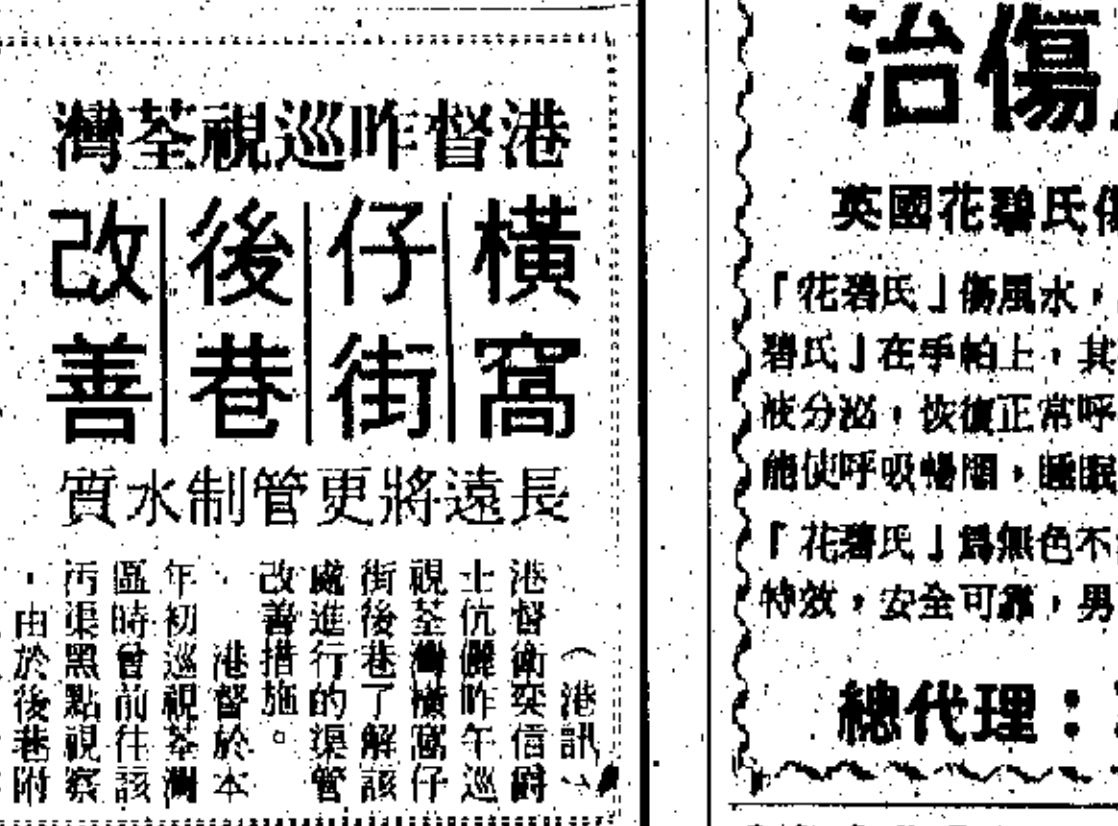 港督昨巡視荃灣
橫窩仔街後巷改善
長遠將更管制水質
（港訊）
港督衛奕信爵
士伉儷昨午巡
視荃灣橫窩仔
街後巷了解該
處進行的渠管
改善措施。
港督於本
年初巡視荃灣
區時曾前往該
污渠黑點視察
，由於後巷附
治傷
英國花碧氏傷
「花碧氏」傷風水，
碧氏」在手帕上，其
液分泌，恢復正常呼
能使呼吸暢順，睡眠
「花碧氏」爲無色不
特效，安全可靠，男
總代理：